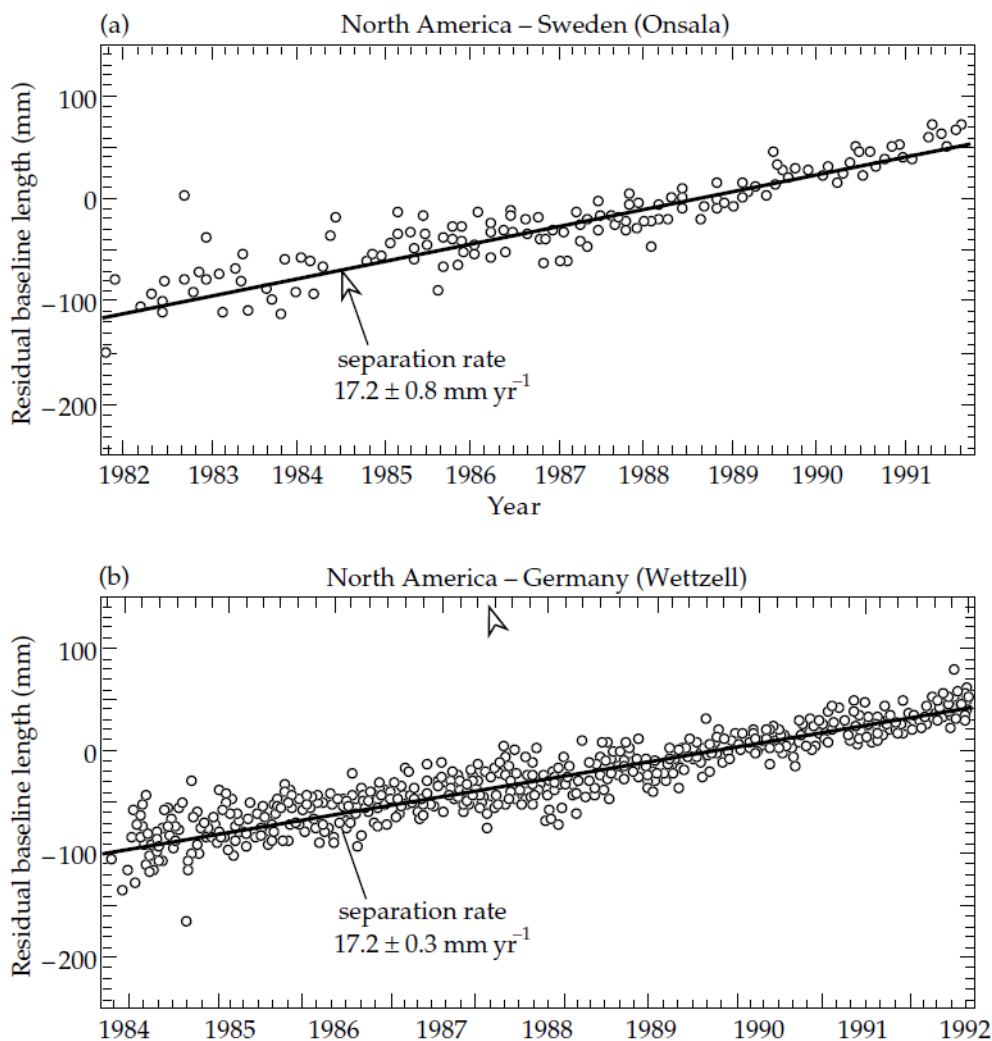 (a) North America – Sweden (Onsala)
Residual baseline length (mm)
100
0
−100
−200
separation rate
17.2 ± 0.8 mm yr⁻¹
1982 1983 1984 1985 1986 1987 1988 1989 1990 1991
Year
(b) North America – Germany (Wettzell)
Residual baseline length (mm)
100
0
−100
−200
separation rate
17.2 ± 0.3 mm yr⁻¹
1984 1985 1986 1987 1988 1989 1990 1991 1992